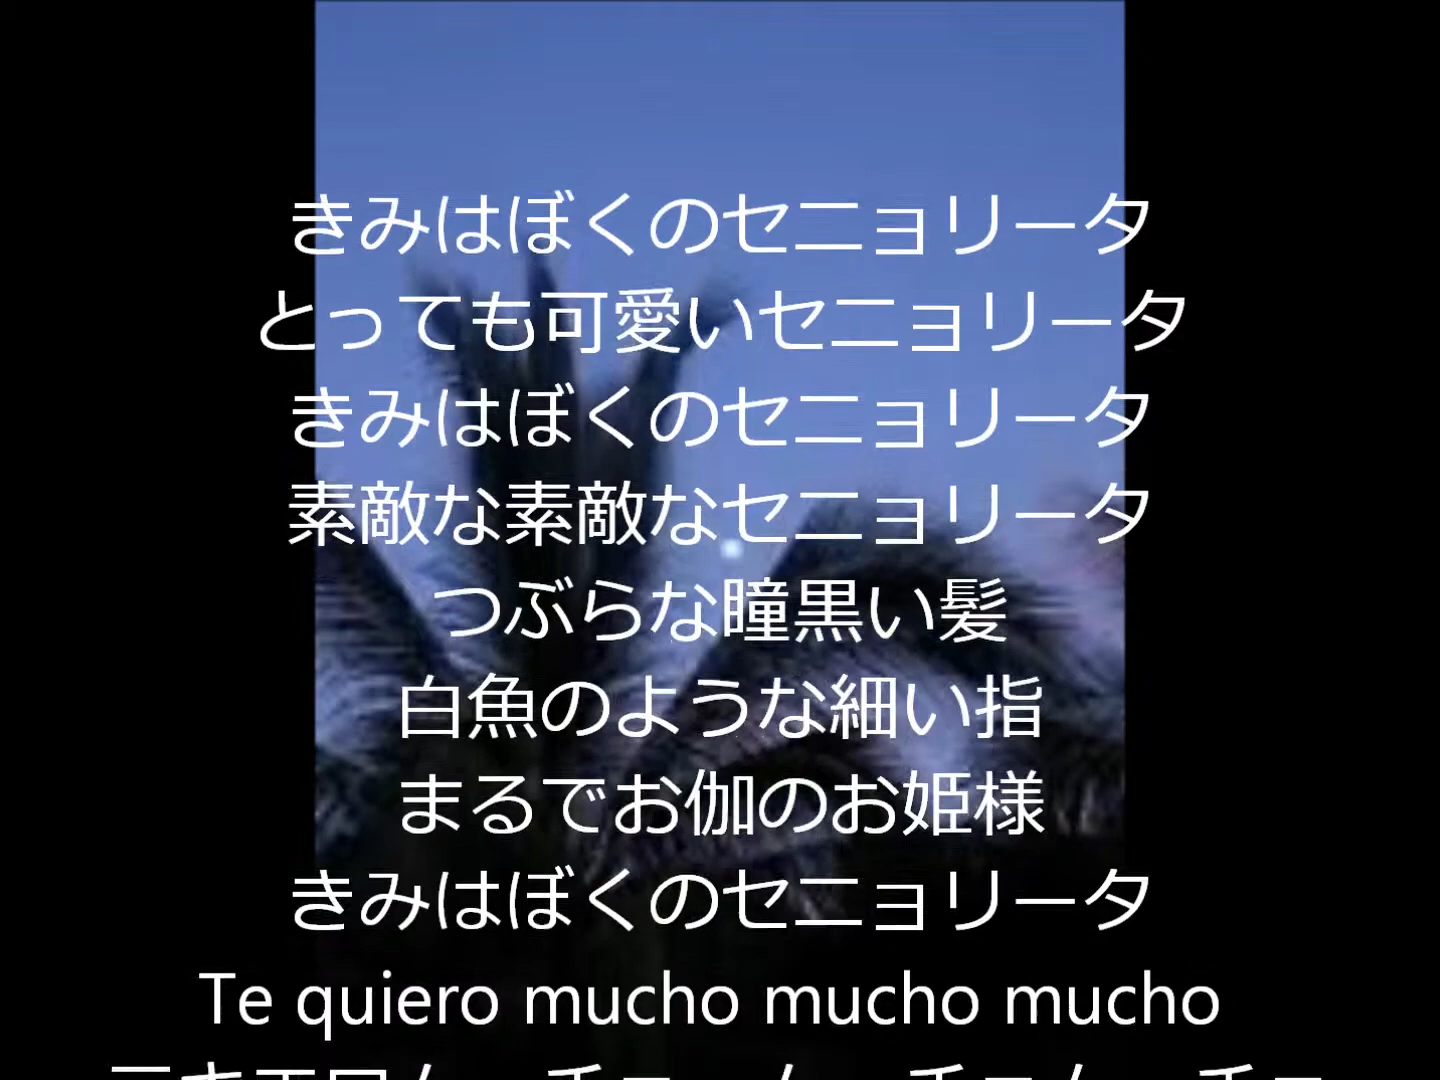 きみはぼくのセニョリータ
とっても可愛いセニョリータ
きみはぼくのセニョリータ
素敵な素敵なセニョリータ
つぶらな瞳黒い髪
白魚のような細い指
まるでお伽のお姫様
きみはぼくのセニョリータ
Te quiero mucho mucho mucho